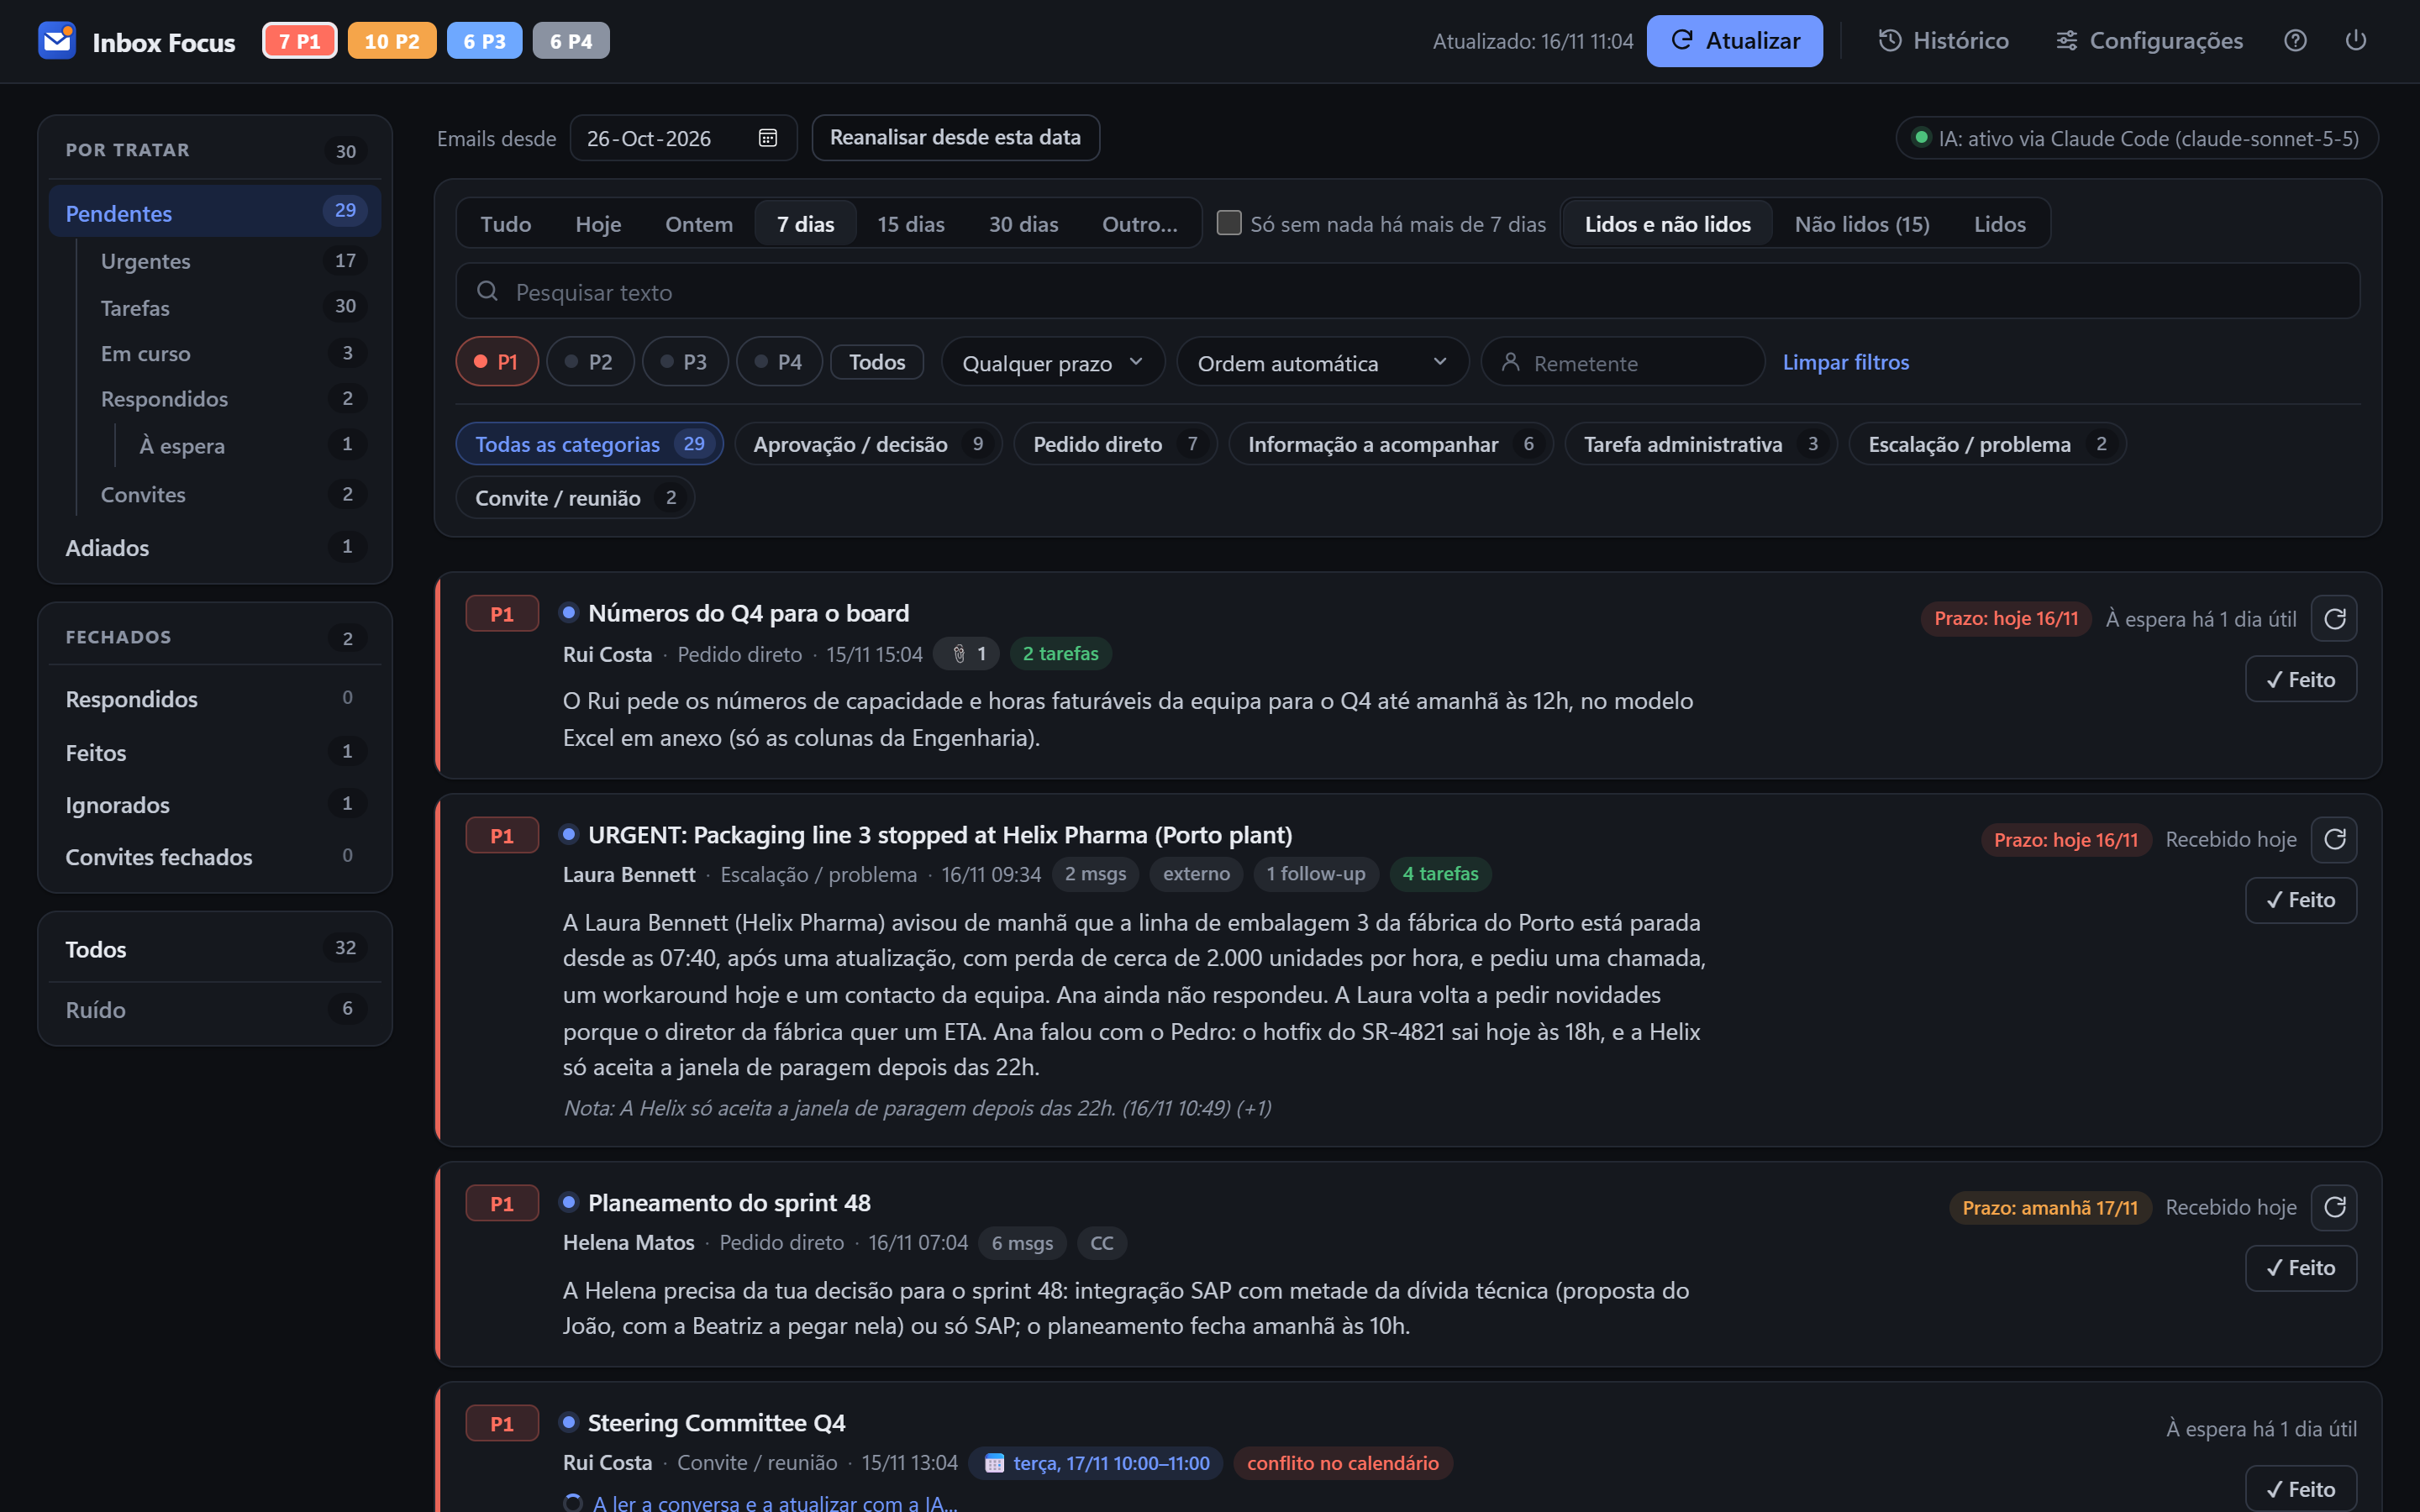 Inbox Focus
7 P1
10 P2
6 P3
6 P4
Atualizado: 16/11 11:04
Atualizar
Histórico
Configurações
POR TRATAR 30
Pendentes 29
Urgentes 17
Tarefas 30
Em curso 3
Respondidos 2
À espera 1
Convites 2
Adiados 1
FECHADOS 2
Respondidos 0
Feitos 1
Ignorados 1
Convites fechados 0
Todos 32
Ruído 6
Emails desde 26-Oct-2026 Reanalisar desde esta data
IA: ativo via Claude Code (claude-sonnet-5-5)
Tudo Hoje Ontem 7 dias 15 dias 30 dias Outro... Só sem nada há mais de 7 dias Lidos e não lidos Não lidos (15) Lidos
Pesquisar texto
P1 P2 P3 P4 Todos Qualquer prazo Ordem automática Remetente Limpar filtros
Todas as categorias 29 Aprovação / decisão 9 Pedido direto 7 Informação a acompanhar 6 Tarefa administrativa 3 Escalação / problema 2
Convite / reunião 2
P1 Números do Q4 para o board
Prazo: hoje 16/11 À espera há 1 dia útil
Rui Costa · Pedido direto · 15/11 15:04 1 2 tarefas
✓ Feito
O Rui pede os números de capacidade e horas faturáveis da equipa para o Q4 até amanhã às 12h, no modelo
Excel em anexo (só as colunas da Engenharia).
P1 URGENT: Packaging line 3 stopped at Helix Pharma (Porto plant)
Prazo: hoje 16/11 Recebido hoje
Laura Bennett · Escalação / problema · 16/11 09:34 2 msgs externo 1 follow-up 4 tarefas
✓ Feito
A Laura Bennett (Helix Pharma) avisou de manhã que a linha de embalagem 3 da fábrica do Porto está parada
desde as 07:40, após uma atualização, com perda de cerca de 2.000 unidades por hora, e pediu uma chamada,
um workaround hoje e um contacto da equipa. Ana ainda não respondeu. A Laura volta a pedir novidades
porque o diretor da fábrica quer um ETA. Ana falou com o Pedro: o hotfix do SR-4821 sai hoje às 18h, e a Helix
só aceita a janela de paragem depois das 22h.
Nota: A Helix só aceita a janela de paragem depois das 22h. (16/11 10:49) (+1)
P1 Planeamento do sprint 48
Prazo: amanhã 17/11 Recebido hoje
Helena Matos · Pedido direto · 16/11 07:04 6 msgs CC
✓ Feito
A Helena precisa da tua decisão para o sprint 48: integração SAP com metade da dívida técnica (proposta do
João, com a Beatriz a pegar nela) ou só SAP; o planeamento fecha amanhã às 10h.
P1 Steering Committee Q4
À espera há 1 dia útil
Rui Costa · Convite / reunião · 15/11 13:04 terça, 17/11 10:00–11:00 conflito no calendário
✓ Feito
A ler a conversa e a atualizar com a IA...